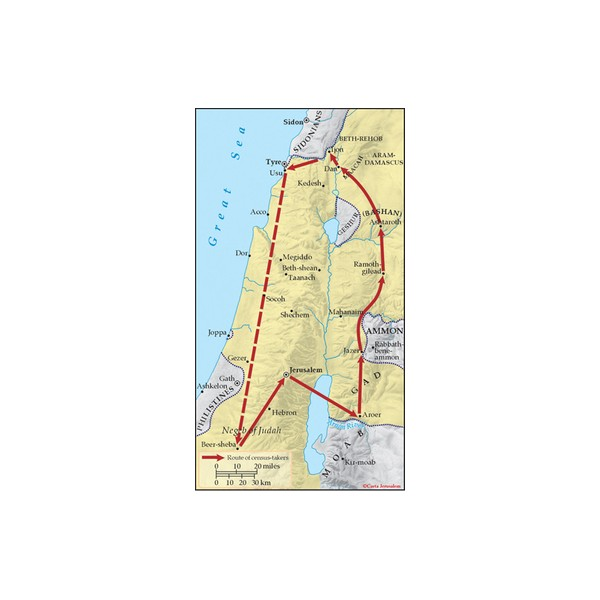 Great Sea
Sidon
SIDONIANS
BETH-REHOB
Ijon
ARAM-
DAMASCUS
MAACAH
Tyre
Usu
Dan
Kedesh
GESHUR
(BASHAN)
Ashtaroth
Acco
Dor
Megiddo
Beth-shean
Taanach
Ramoth-
gilead
Socoh
Shechem
Mahanaim
AMMON
Joppa
Jazer
Rabbath-
bene-
ammon
Gezer
Gath
Ashkelon
PHILISTINES
Jerusalem
GAD
Hebron
Aroer
Arnon River
Negeb of Judah
Beer-sheba
MOAB
Kir-moab
Route of census-takers
0 10 20 miles
0 10 20 30 km
©Carta Jerusalem